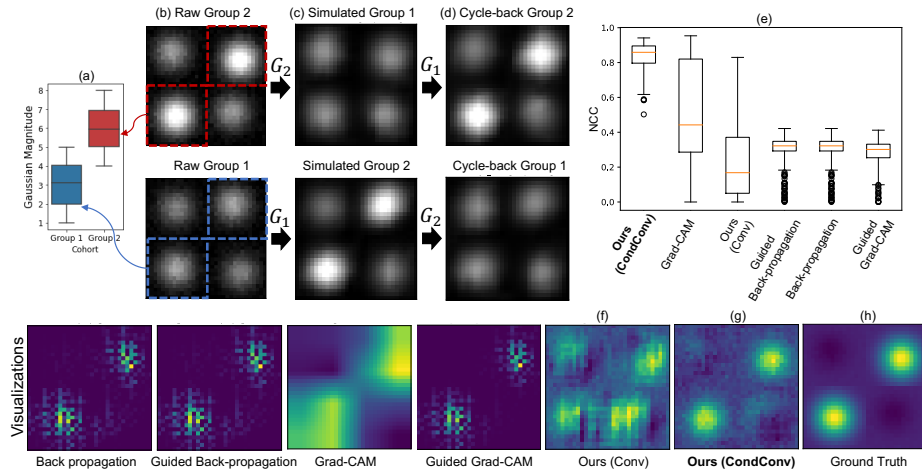 (b) Raw Group 2
(c) Simulated Group 1
(d) Cycle-back Group 2
(e)
G₂
G₁
(a)
Gaussian Magnitude
8
7
6
5
4
3
2
1
Group 1
Group 2
Cohort
Raw Group 1
Simulated Group 2
Cycle-back Group 1
G₁
G₂
NCC
1.0
0.8
0.6
0.4
0.2
0.0
Ours
(CondConv)
Grad-CAM
Ours
(Conv)
Guided
Back-propagation
Back-propagation
Guided
Grad-CAM
(f)
(g)
(h)
Visualizations
Back propagation
Guided Back-propagation
Grad-CAM
Guided Grad-CAM
Ours (Conv)
Ours (CondConv)
Ground Truth